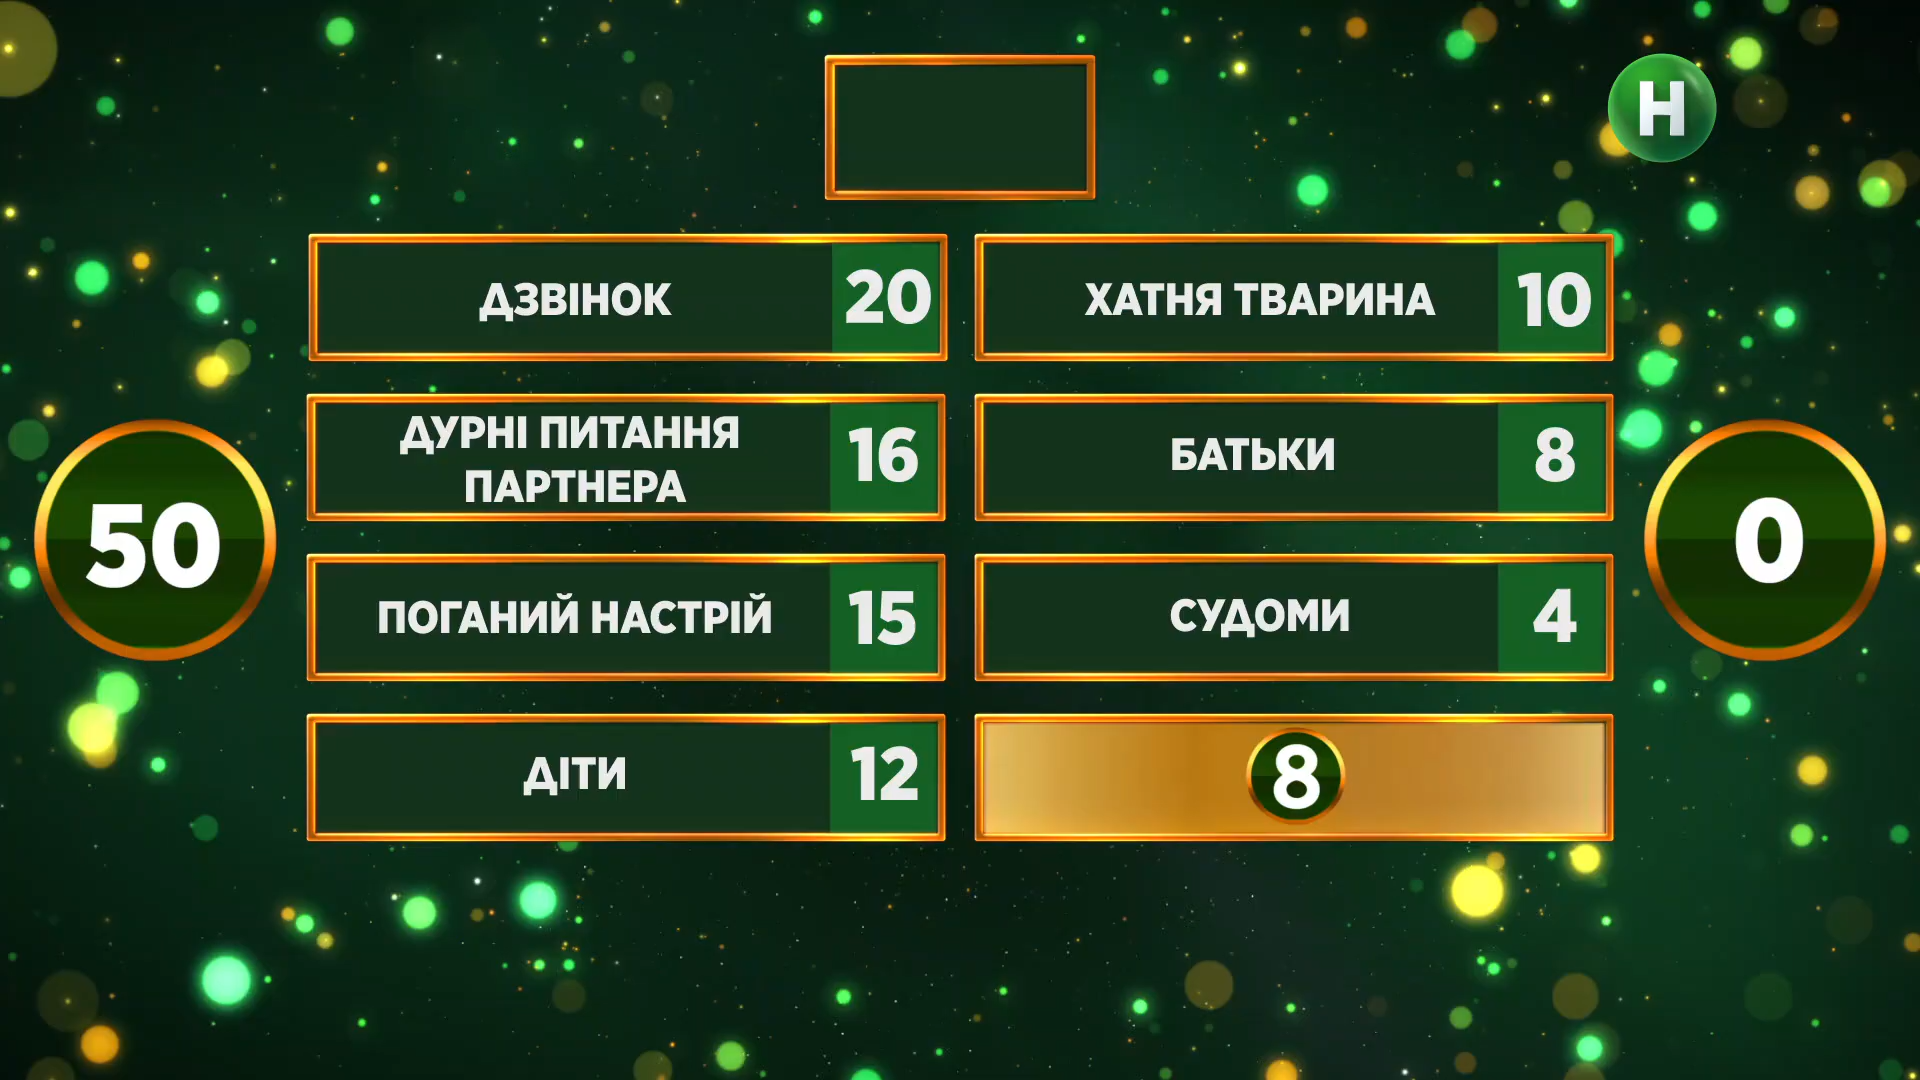 Н
ДЗВІНОК 20
ХАТНЯ ТВАРИНА 10
ДУРНІ ПИТАННЯ
ПАРТНЕРА 16
БАТЬКИ 8
50
0
ПОГАНИЙ НАСТРІЙ 15
СУДОМИ 4
ДІТИ 12
8